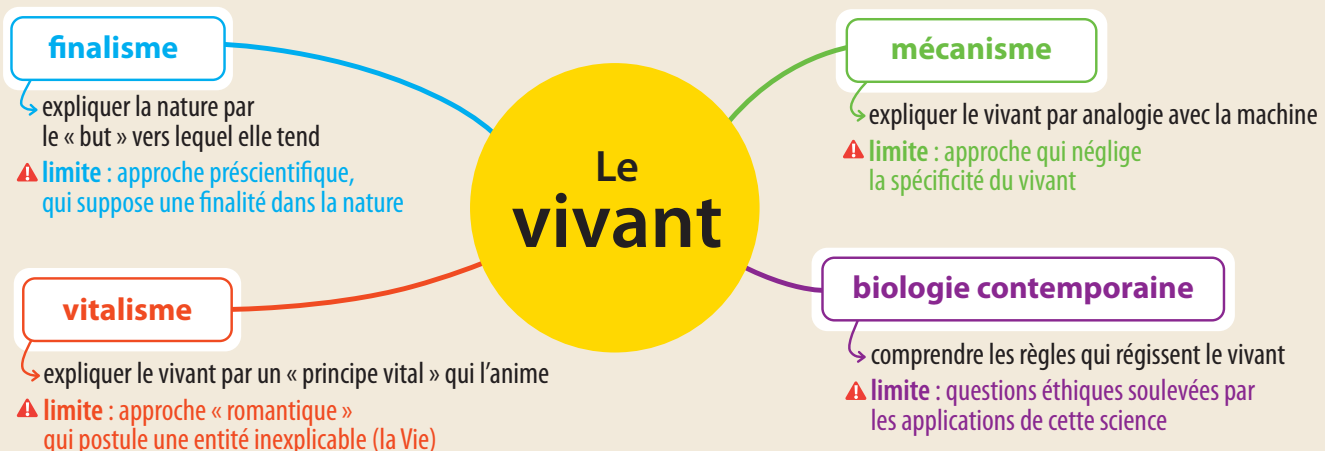 finalisme
expliquer la nature par
le « but » vers lequel elle tend
limite : approche préscientifique,
qui suppose une finalité dans la nature
mécanisme
expliquer le vivant par analogie avec la machine
limite : approche qui néglige
la spécificité du vivant
Le
vivant
vitalisme
expliquer le vivant par un « principe vital » qui l'anime
limite : approche « romantique »
qui postule une entité inexplicable (la Vie)
biologie contemporaine
comprendre les règles qui régissent le vivant
limite : questions éthiques soulevées par
les applications de cette science